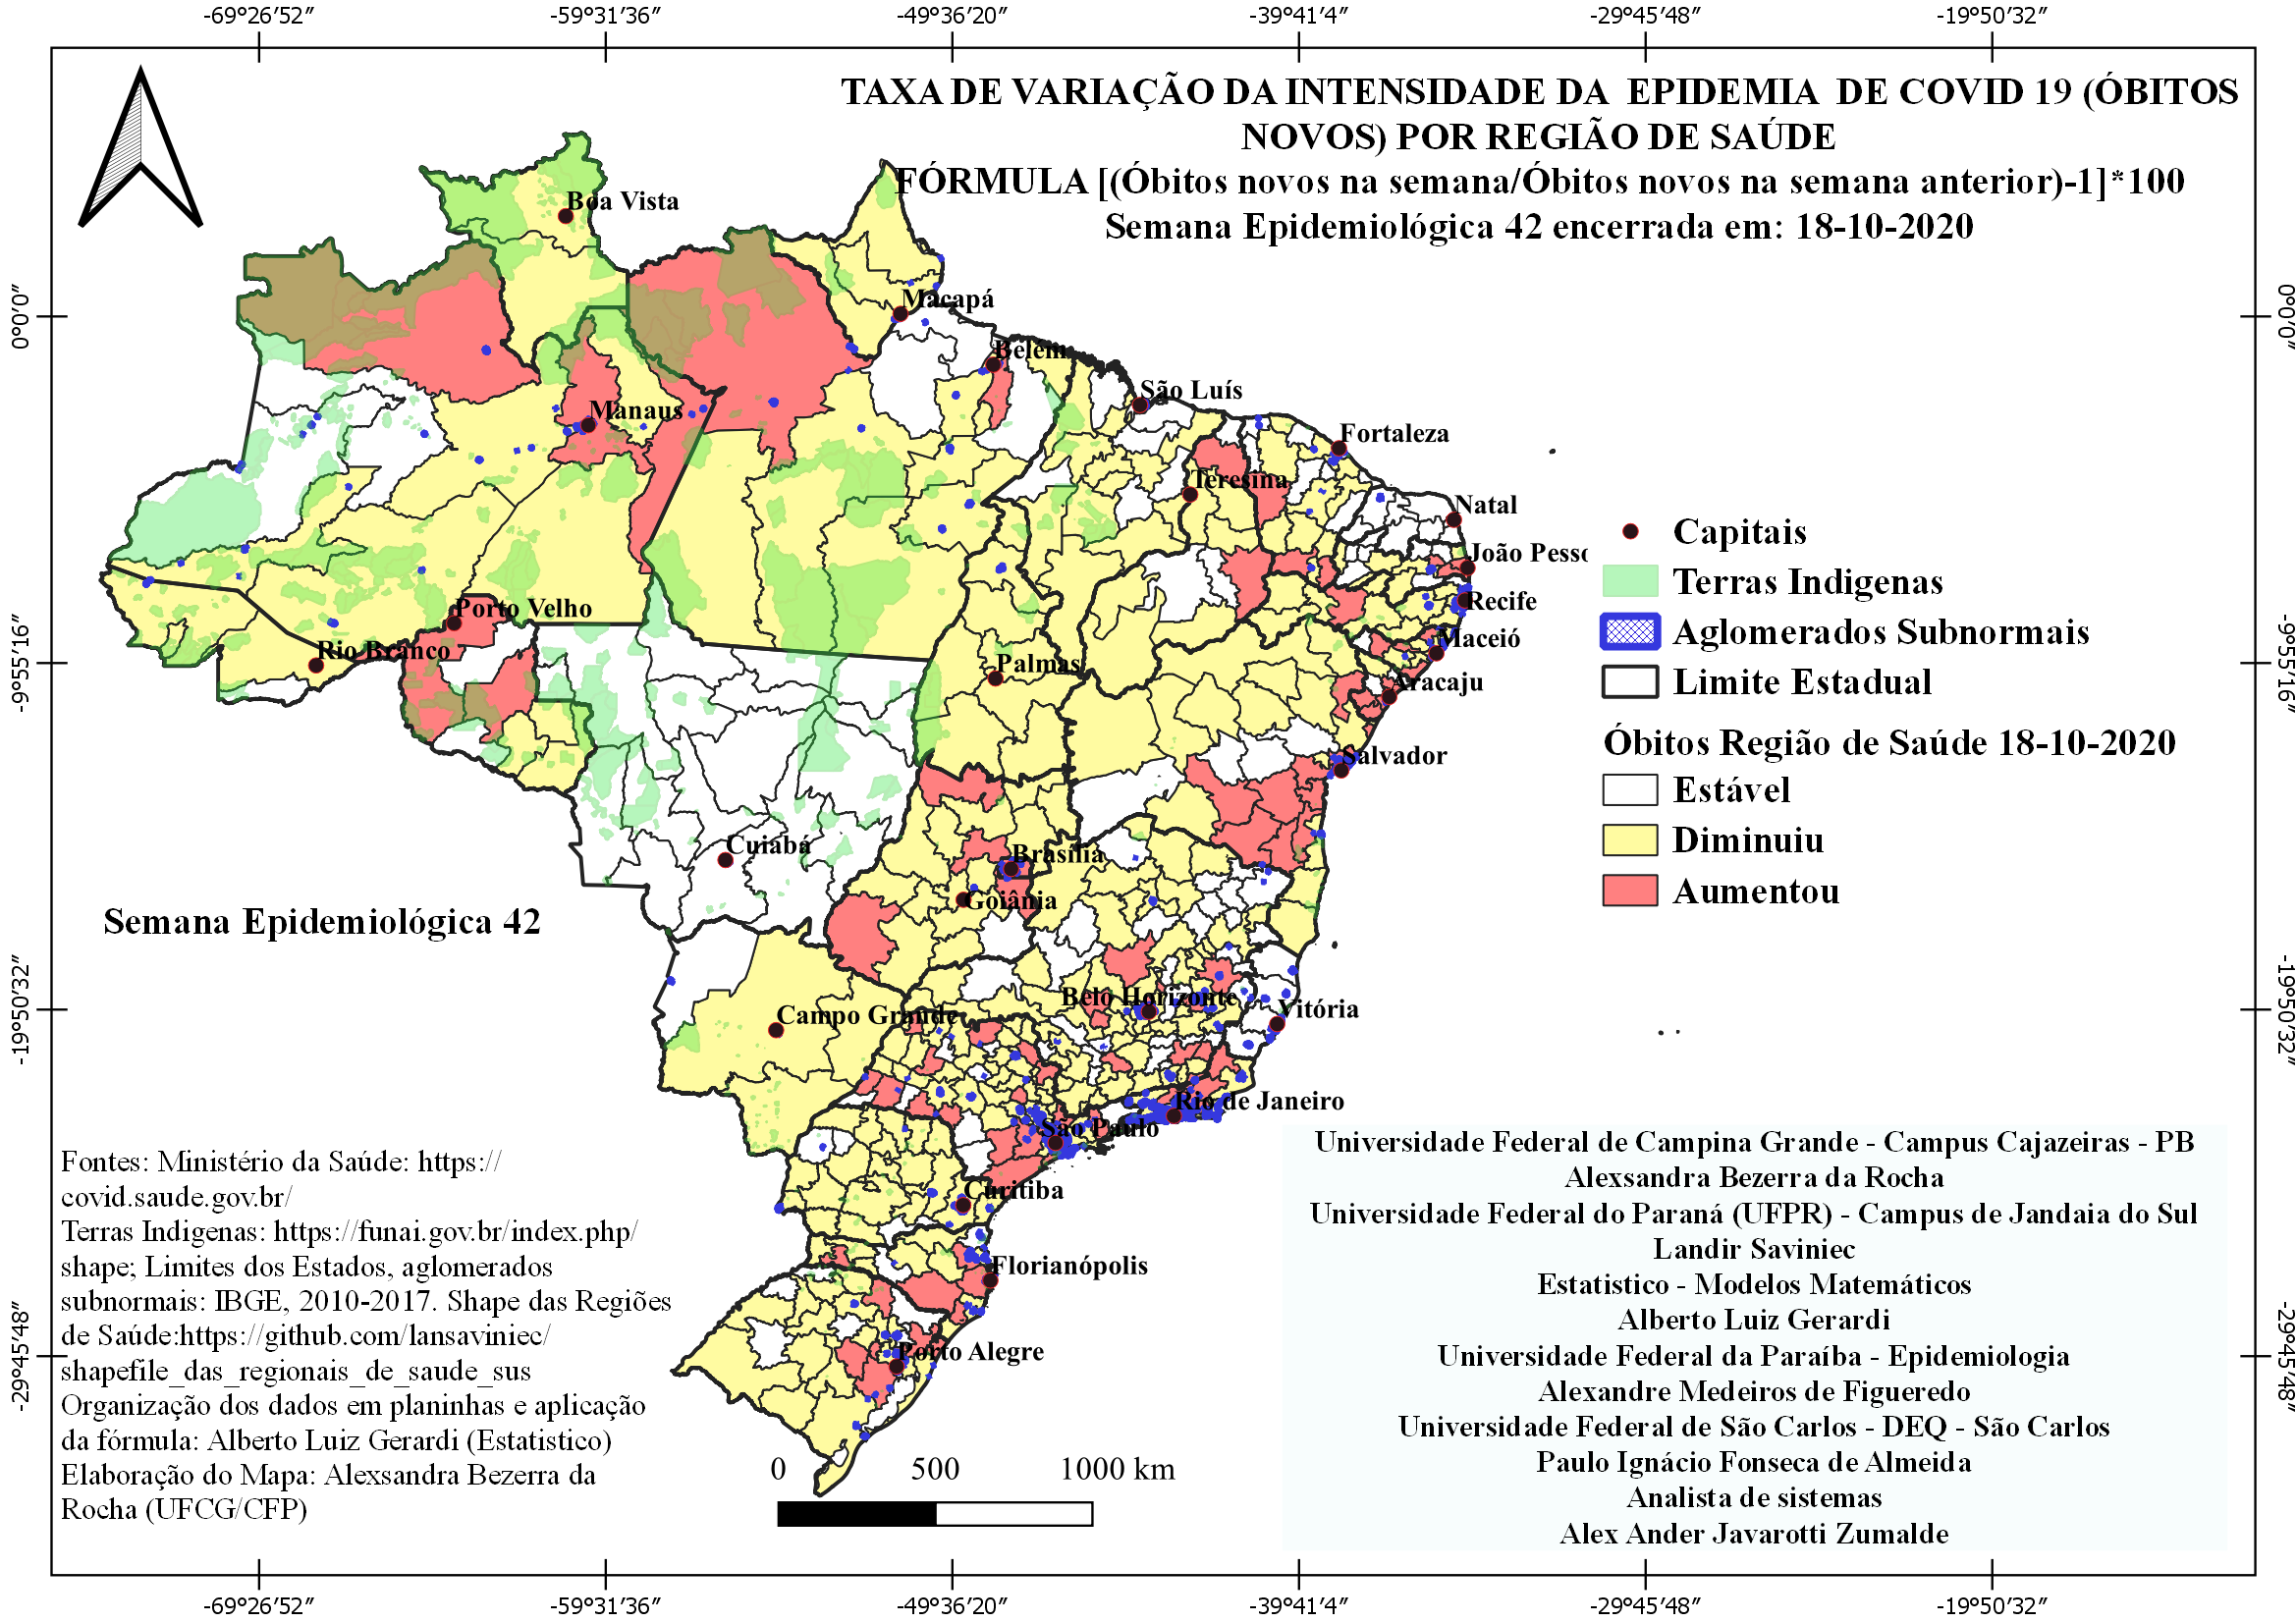 -69°26′52″ -59°31′36″ -49°36′20″ -39°41′4″ -29°45′48″ -19°50′32″
TAXA DE VARIAÇÃO DA INTENSIDADE DA EPIDEMIA DE COVID 19 (ÓBITOS
NOVOS) POR REGIÃO DE SAÚDE
FÓRMULA [(Óbitos novos na semana/Óbitos novos na semana anterior)-1]*100
Semana Epidemiológica 42 encerrada em: 18-10-2020
0°0′0″
-9°55′16″
-19°50′32″
-29°45′48″
0°0′0″
-9°55′16″
-19°50′32″
-29°45′48″
Boa Vista
Macapá
Belém
São Luís
Manaus
Fortaleza
Teresina
Natal
João Pesso
Recife
Porto Velho
Maceió
Rio Branco
Palmas
Aracaju
Salvador
Cuiabá
Brasília
Goiânia
Belo Horizonte
Vitória
Campo Grande
Rio de Janeiro
São Paulo
Curitiba
Florianópolis
Porto Alegre
Capitais
Terras Indigenas
Aglomerados Subnormais
Limite Estadual
Óbitos Região de Saúde 18-10-2020
Estável
Diminuiu
Aumentou
Semana Epidemiológica 42
Fontes: Ministério da Saúde: https://
covid.saude.gov.br/
Terras Indigenas: https://funai.gov.br/index.php/
shape; Limites dos Estados, aglomerados
subnormais: IBGE, 2010-2017. Shape das Regiões
de Saúde:https://github.com/lansaviniec/
shapefile_das_regionais_de_saude_sus
Organização dos dados em planinhas e aplicação
da fórmula: Alberto Luiz Gerardi (Estatistico)
Elaboração do Mapa: Alexsandra Bezerra da
Rocha (UFCG/CFP)
0 500 1000 km
Universidade Federal de Campina Grande - Campus Cajazeiras - PB
Alexsandra Bezerra da Rocha
Universidade Federal do Paraná (UFPR) - Campus de Jandaia do Sul
Landir Saviniec
Estatistico - Modelos Matemáticos
Alberto Luiz Gerardi
Universidade Federal da Paraíba - Epidemiologia
Alexandre Medeiros de Figueredo
Universidade Federal de São Carlos - DEQ - São Carlos
Paulo Ignácio Fonseca de Almeida
Analista de sistemas
Alex Ander Javarotti Zumalde
-69°26′52″ -59°31′36″ -49°36′20″ -39°41′4″ -29°45′48″ -19°50′32″